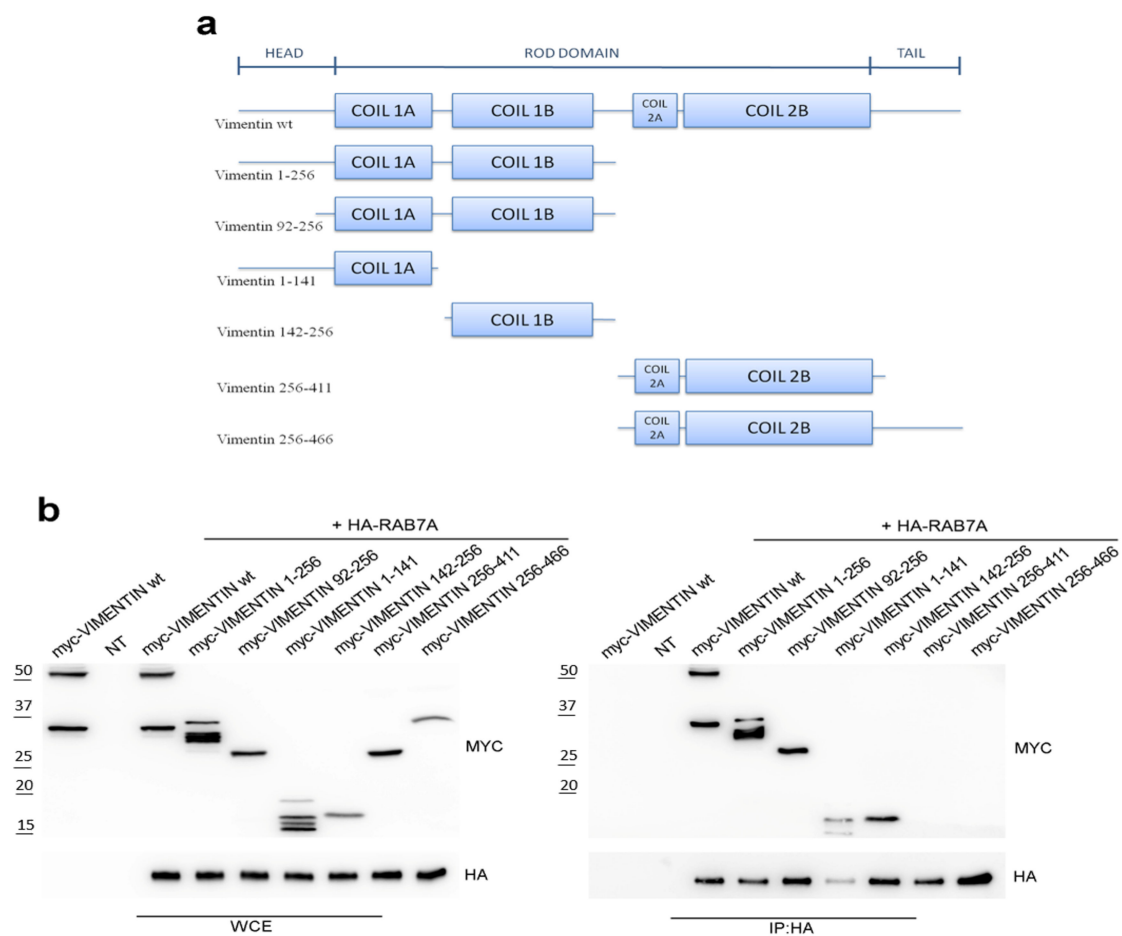 a
HEAD ROD DOMAIN TAIL
COIL 1A COIL 1B COIL 2A COIL 2B
Vimentin wt
COIL 1A COIL 1B
Vimentin 1-256
COIL 1A COIL 1B
Vimentin 92-256
COIL 1A
Vimentin 1-141
COIL 1B
Vimentin 142-256
COIL 2A COIL 2B
Vimentin 256-411
COIL 2A COIL 2B
Vimentin 256-466
b
+ HA-RAB7A
myc-VIMENTIN wt
NT
myc-VIMENTIN wt
myc-VIMENTIN 1-256
myc-VIMENTIN 92-256
myc-VIMENTIN 1-141
myc-VIMENTIN 142-256
myc-VIMENTIN 256-411
myc-VIMENTIN 256-466
50
37
25
20
15
MYC
HA
WCE
+ HA-RAB7A
myc-VIMENTIN wt
NT
myc-VIMENTIN wt
myc-VIMENTIN 1-256
myc-VIMENTIN 92-256
myc-VIMENTIN 1-141
myc-VIMENTIN 142-256
myc-VIMENTIN 256-411
myc-VIMENTIN 256-466
50
37
25
20
MYC
HA
IP:HA